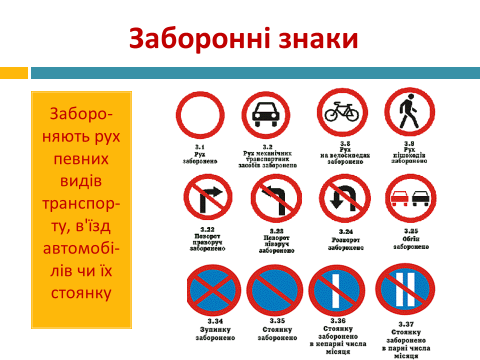 Заборонні знаки
Заборо-
няють рух
певних
видів
транспор-
ту, в'їзд
автомобі-
лів чи їх
стоянку
3.1
Рух
заборонено
3.2
Рух механічних
транспортних
засобів заборонено
3.8
Рух
на велосипедах
заборонено
3.9
Рух
пішоходів
заборонено
3.22
Поворот
праворуч
заборонено
3.23
Поворот
ліворуч
заборонено
3.24
Розворот
заборонено
3.25
Обгін
заборонено
3.34
Зупинку
заборонено
3.35
Стоянку
заборонено
3.36
Стоянку
заборонено
в непарні числа
місяця
3.37
Стоянку
заборонено
в парні числа
місяця